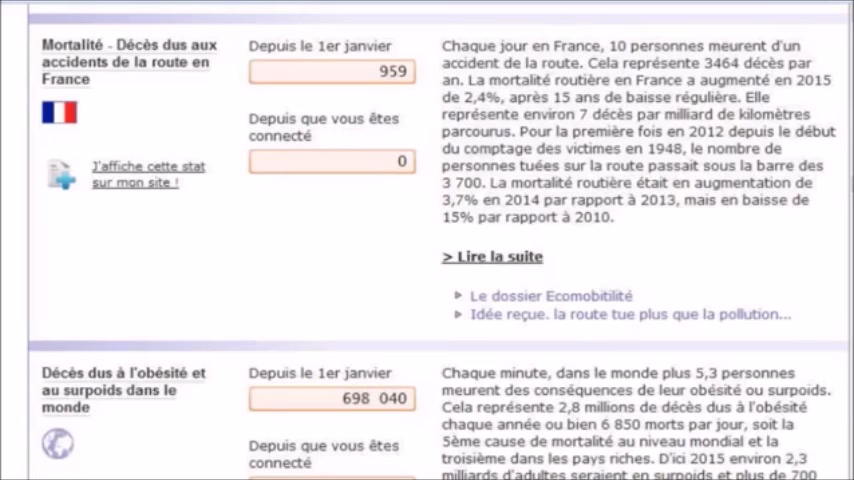 Mortalité - Décès dus aux
accidents de la route en
France
J'affiche cette stat
sur mon site !
Depuis le 1er janvier
959
Depuis que vous êtes
connecté
0
Chaque jour en France, 10 personnes meurent d'un
accident de la route. Cela représente 3464 décès par
an. La mortalité routière en France a augmenté en 2015
de 2,4%, après 15 ans de baisse régulière. Elle
représente environ 7 décès par milliard de kilomètres
parcourus. Pour la première fois en 2012 depuis le début
du comptage des victimes en 1948, le nombre de
personnes tuées sur la route passait sous la barre des
3 700. La mortalité routière était en augmentation de
3,7% en 2014 par rapport à 2013, mais en baisse de
15% par rapport à 2010.
> Lire la suite
Le dossier Ecomobitilité
Idée reçue. la route tue plus que la pollution...
Décès dus à l'obésité et
au surpoids dans le
monde
Depuis le 1er janvier
698 040
Depuis que vous êtes
connecté
Chaque minute, dans le monde plus 5,3 personnes
meurent des conséquences de leur obésité ou surpoids.
Cela représente 2,8 millions de décès dus à l'obésité
chaque année ou bien 6 850 morts par jour, soit la
5ème cause de mortalité au niveau mondial et la
troisième dans les pays riches. D'ici 2015 environ 2,3
milliards d'adultes seraient en surpoids et plus de 700